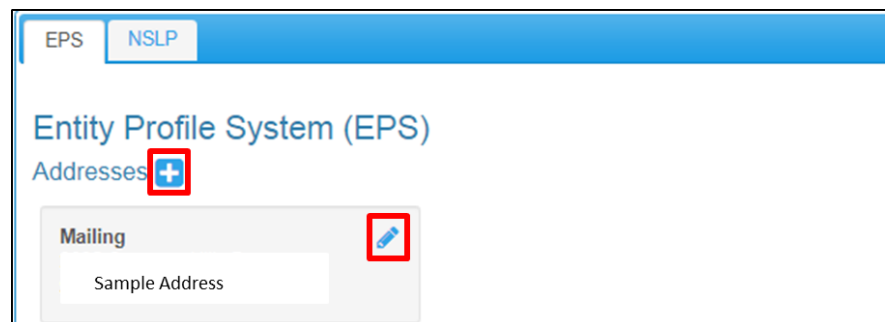 EPS NSLP
Entity Profile System (EPS)
Addresses
Mailing
Sample Address